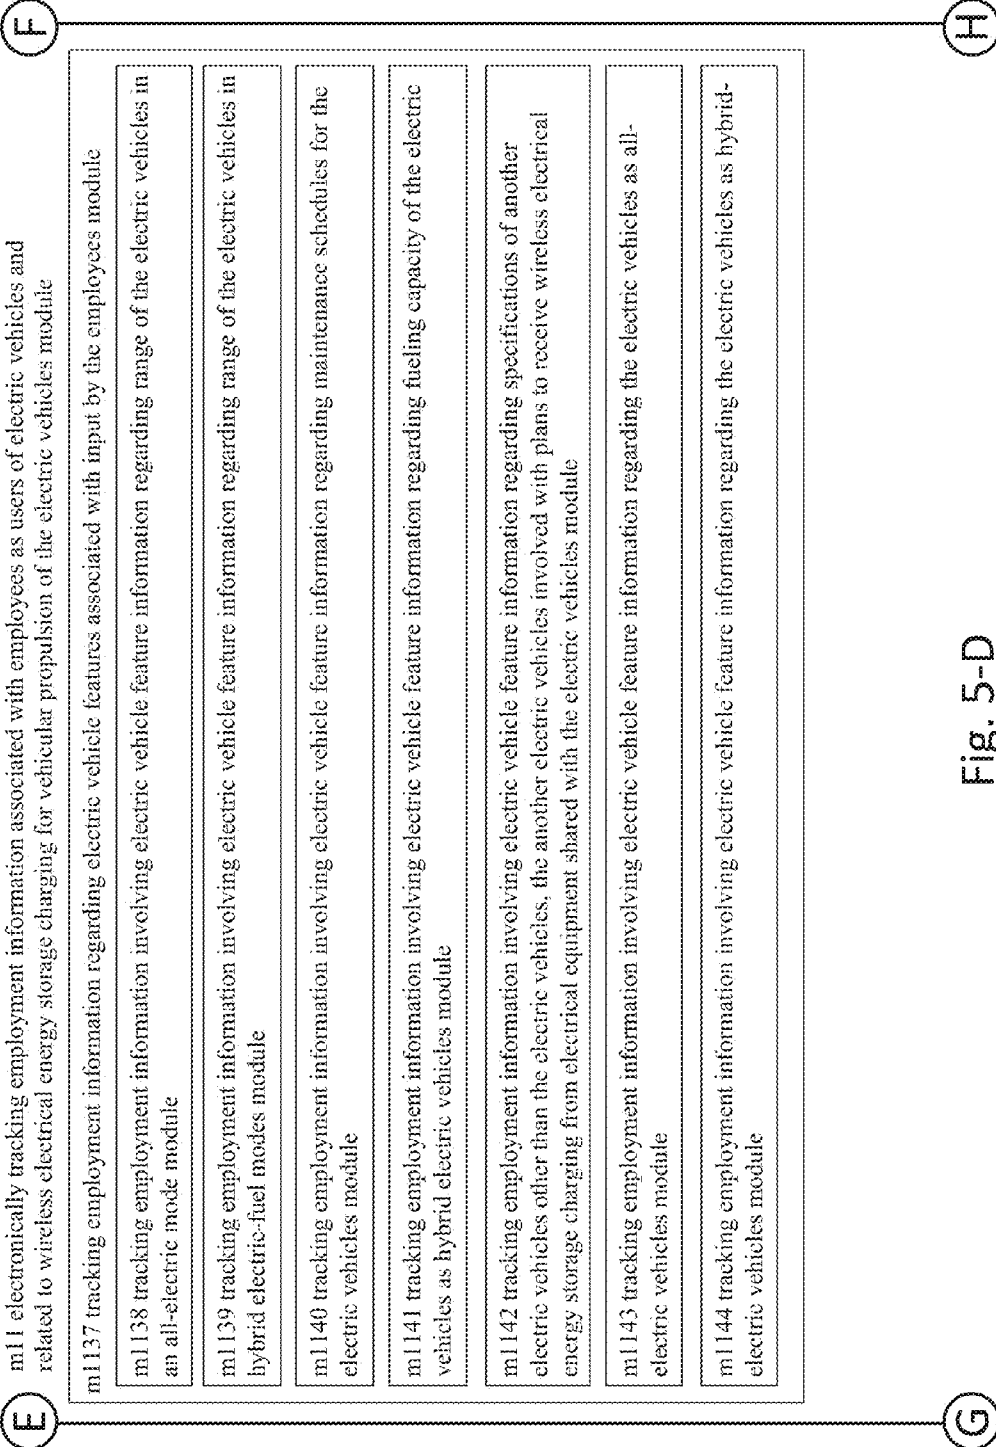 E
F
m11 electronically tracking employment information associated with employees as users of electric vehicles and
related to wireless electrical energy storage charging for vehicular propulsion of the electric vehicles module
m1137 tracking employment information regarding electric vehicle features associated with input by the employees module
m1138 tracking employment information involving electric vehicle feature information regarding range of the electric vehicles in
an all-electric mode module
m1139 tracking employment information involving electric vehicle feature information regarding range of the electric vehicles in
hybrid electric-fuel modes module
m1140 tracking employment information involving electric vehicle feature information regarding maintenance schedules for the
electric vehicles module
m1141 tracking employment information involving electric vehicle feature information regarding fueling capacity of the electric
vehicles as hybrid electric vehicles module
m1142 tracking employment information involving electric vehicle feature information regarding specifications of another
electric vehicles other than the electric vehicles, the another electric vehicles involved with plans to receive wireless electrical
energy storage charging from electrical equipment shared with the electric vehicles module
m1143 tracking employment information involving electric vehicle feature information regarding the electric vehicles as all-
electric vehicles module
m1144 tracking employment information involving electric vehicle feature information regarding the electric vehicles as hybrid-
electric vehicles module
G
H
Fig. 5-D